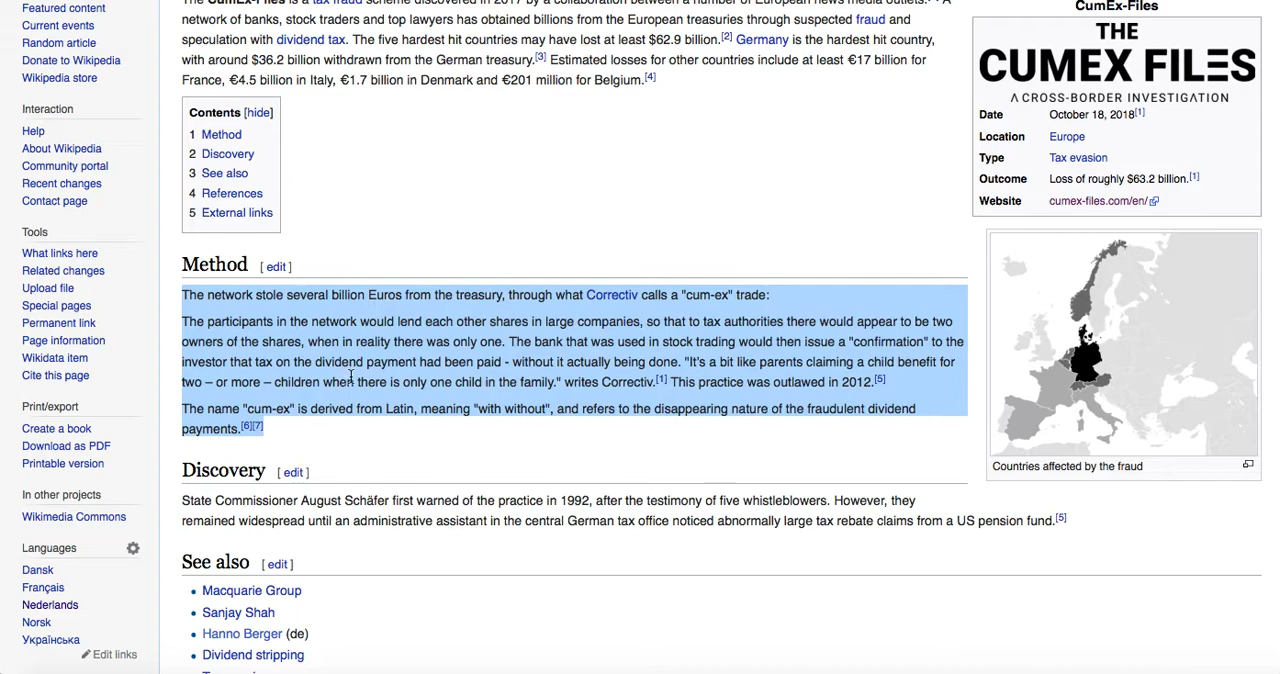 Featured content
Current events
Random article
Donate to Wikipedia
Wikipedia store
Interaction
Help
About Wikipedia
Community portal
Recent changes
Contact page
Tools
What links here
Related changes
Upload file
Special pages
Permanent link
Page information
Wikidata item
Cite this page
Print/export
Create a book
Download as PDF
Printable version
In other projects
Wikimedia Commons
Languages
Dansk
Français
Nederlands
Norsk
Українська
Edit links
The CumEx-Files is a tax fraud scheme discovered in 2017 by a collaboration between a number of European news media outlets. A
network of banks, stock traders and top lawyers has obtained billions from the European treasuries through suspected fraud and
speculation with dividend tax. The five hardest hit countries may have lost at least $62.9 billion.[2] Germany is the hardest hit country,
with around $36.2 billion withdrawn from the German treasury.[3] Estimated losses for other countries include at least €17 billion for
France, €4.5 billion in Italy, €1.7 billion in Denmark and €201 million for Belgium.[4]
Contents [hide]
1 Method
2 Discovery
3 See also
4 References
5 External links
Method [ edit ]
The network stole several billion Euros from the treasury, through what Correctiv calls a "cum-ex" trade:
The participants in the network would lend each other shares in large companies, so that to tax authorities there would appear to be two
owners of the shares, when in reality there was only one. The bank that was used in stock trading would then issue a "confirmation" to the
investor that tax on the dividend payment had been paid - without it actually being done. "It's a bit like parents claiming a child benefit for
two – or more – children when there is only one child in the family." writes Correctiv.[1] This practice was outlawed in 2012.[5]
The name "cum-ex" is derived from Latin, meaning "with without", and refers to the disappearing nature of the fraudulent dividend
payments.[6][7]
Discovery [ edit ]
State Commissioner August Schäfer first warned of the practice in 1992, after the testimony of five whistleblowers. However, they
remained widespread until an administrative assistant in the central German tax office noticed abnormally large tax rebate claims from a US pension fund.[5]
See also [ edit ]
Macquarie Group
Sanjay Shah
Hanno Berger (de)
Dividend stripping
CumEx-Files
THE
CUMEX FILES
A CROSS-BORDER INVESTIGATION
Date October 18, 2018[1]
Location Europe
Type Tax evasion
Outcome Loss of roughly $63.2 billion.[1]
Website cumex-files.com/en/
Countries affected by the fraud